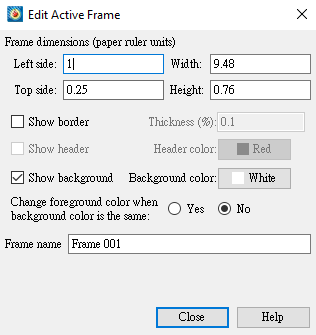 Edit Active Frame
Frame dimensions (paper ruler units)
Left side: 1 Width: 9.48
Top side: 0.25 Height: 0.76
Show border Thickness (%): 0.1
Show header Header color: Red
Show background Background color: White
Change foreground color when
background color is the same: Yes No
Frame name Frame 001
Close Help